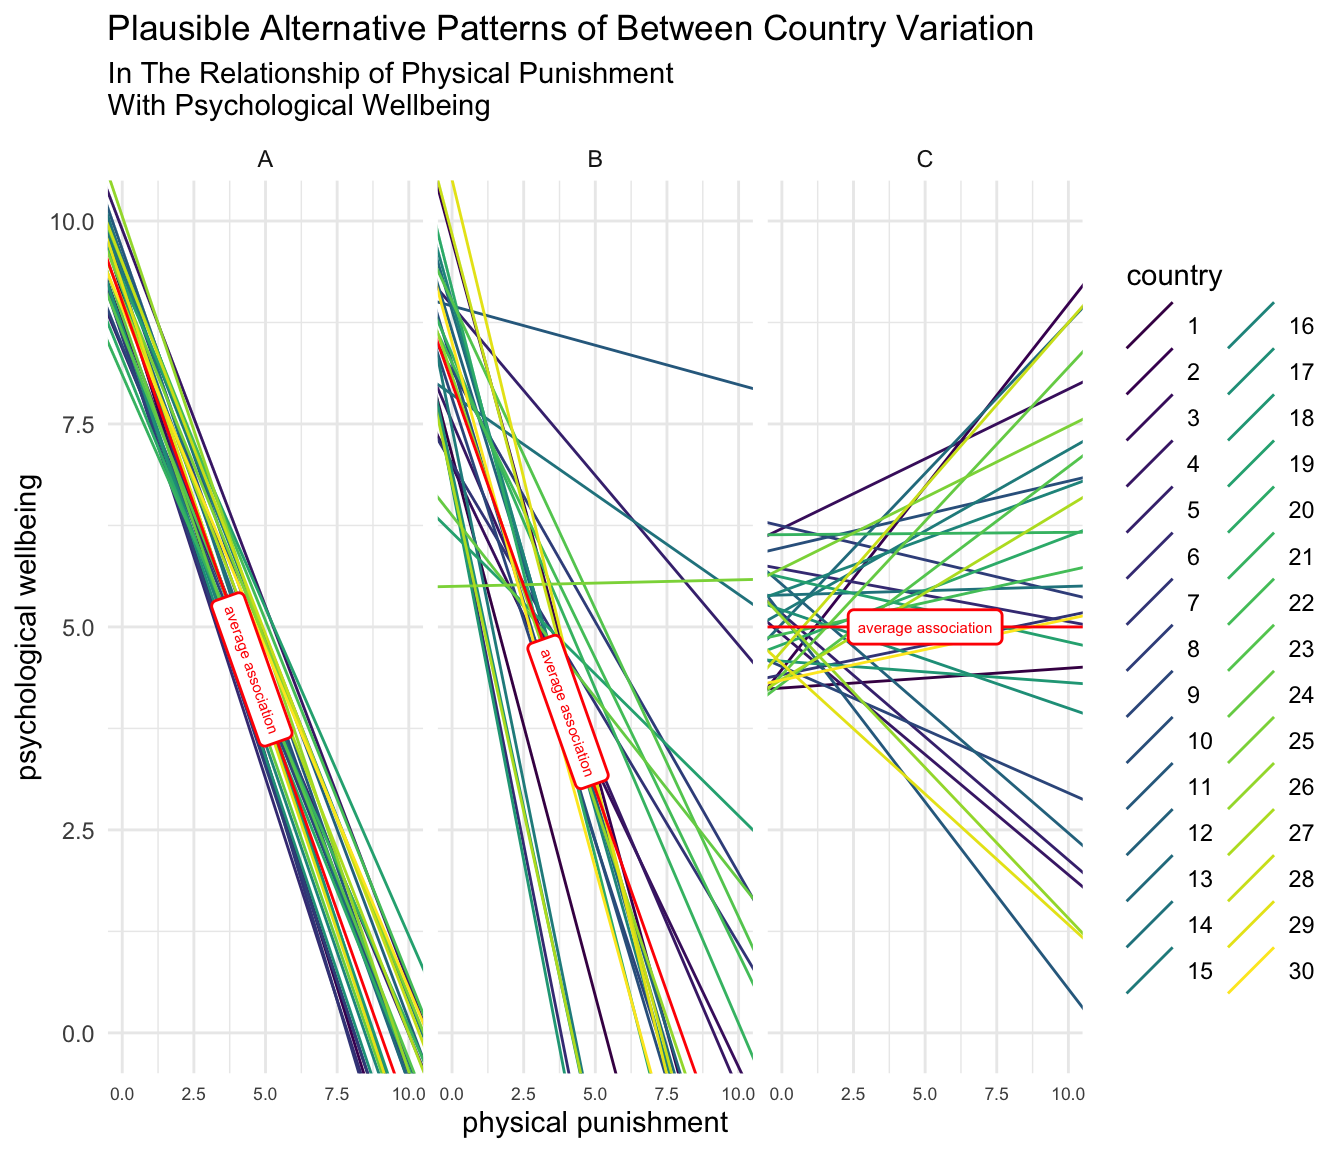 Plausible Alternative Patterns of Between Country Variation
In The Relationship of Physical Punishment
With Psychological Wellbeing
A
B
C
10.0
7.5
5.0
2.5
0.0
psychological wellbeing
average association
average association
average association
0.0 2.5 5.0 7.5 10.0
0.0 2.5 5.0 7.5 10.0
0.0 2.5 5.0 7.5 10.0
physical punishment
country
1
2
3
4
5
6
7
8
9
10
11
12
13
14
15
16
17
18
19
20
21
22
23
24
25
26
27
28
29
30